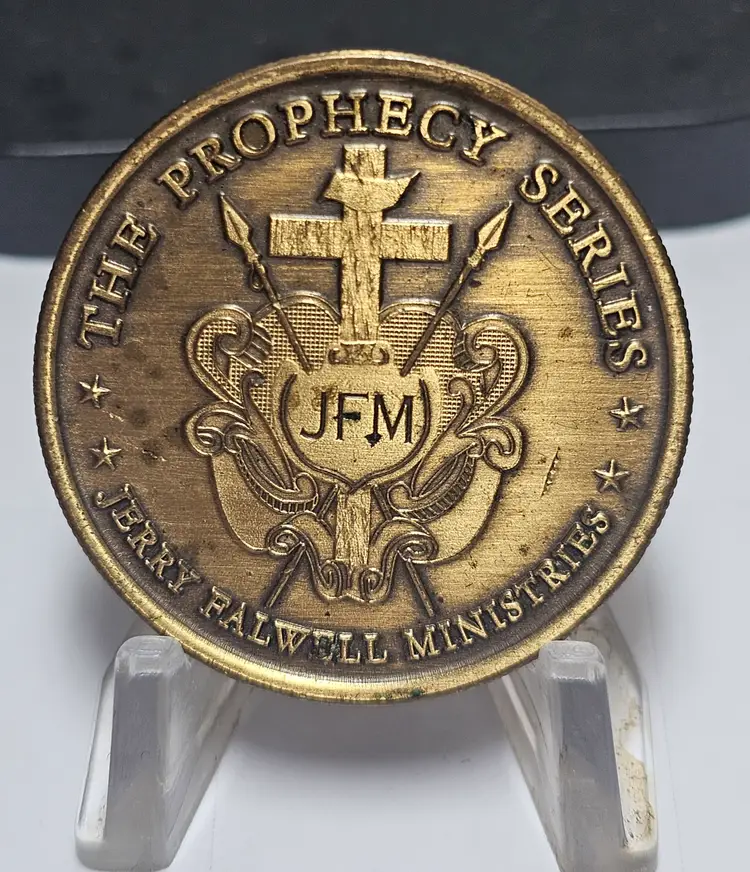 THE PROPHECY SERIES
JFM
JERRY FALWELL MINISTRIES